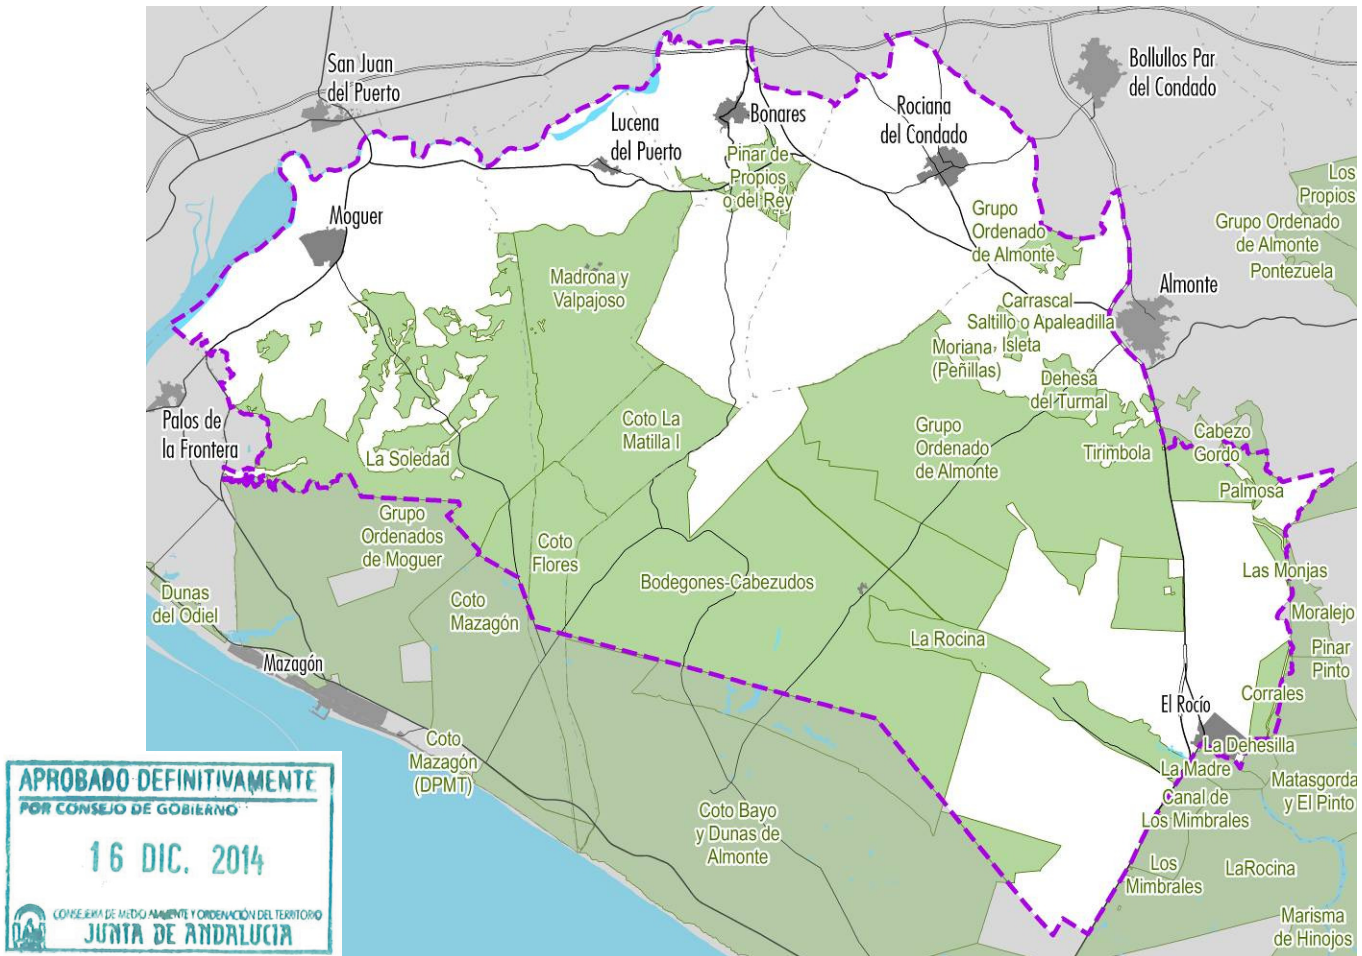 San Juan
del Puerto
Bollullos Par
del Condado
Lucena
del Puerto
Bonares
Rociana
del Condado
Pinar de
Propios
o del Rey
Los
Propios
Grupo Ordenado
de Almonte
Pontezuela
Moguer
Grupo
Ordenado
de Almonte
Madrona y
Valpajoso
Almonte
Carrascal
Saltillo o Apaleadilla
Isleta
Moriana
(Peñillas)
Dehesa
del Turmal
Palos de
la Frontera
La Soledad
Coto La
Matilla I
Grupo
Ordenado
de Almonte
Tirimbola
Cabezo
Gordo
Palmosa
Grupo
Ordenados
de Moguer
Coto
Flores
Bodegones-Cabezudos
Las Monjas
Dunas
del Odiel
Coto
Mazagón
La Rocina
Moralejo
Pinar
Pinto
Mazagón
Corrales
El Rocío
La Dehesilla
La Madre
Matasgorda
y El Pinto
Canal de
Los Mimbrales
Coto
Mazagón
(DPMT)
Coto Bayo
y Dunas de
Almonte
Los
Mimbrales
LaRocina
Marisma
de Hinojos
APROBADO DEFINITIVAMENTE
POR CONSEJO DE GOBIERNO
16 DIC. 2014
CONSEJERIA DE MEDIO AMBIENTE Y ORDENACIÓN DEL TERRITORIO
JUNTA DE ANDALUCIA